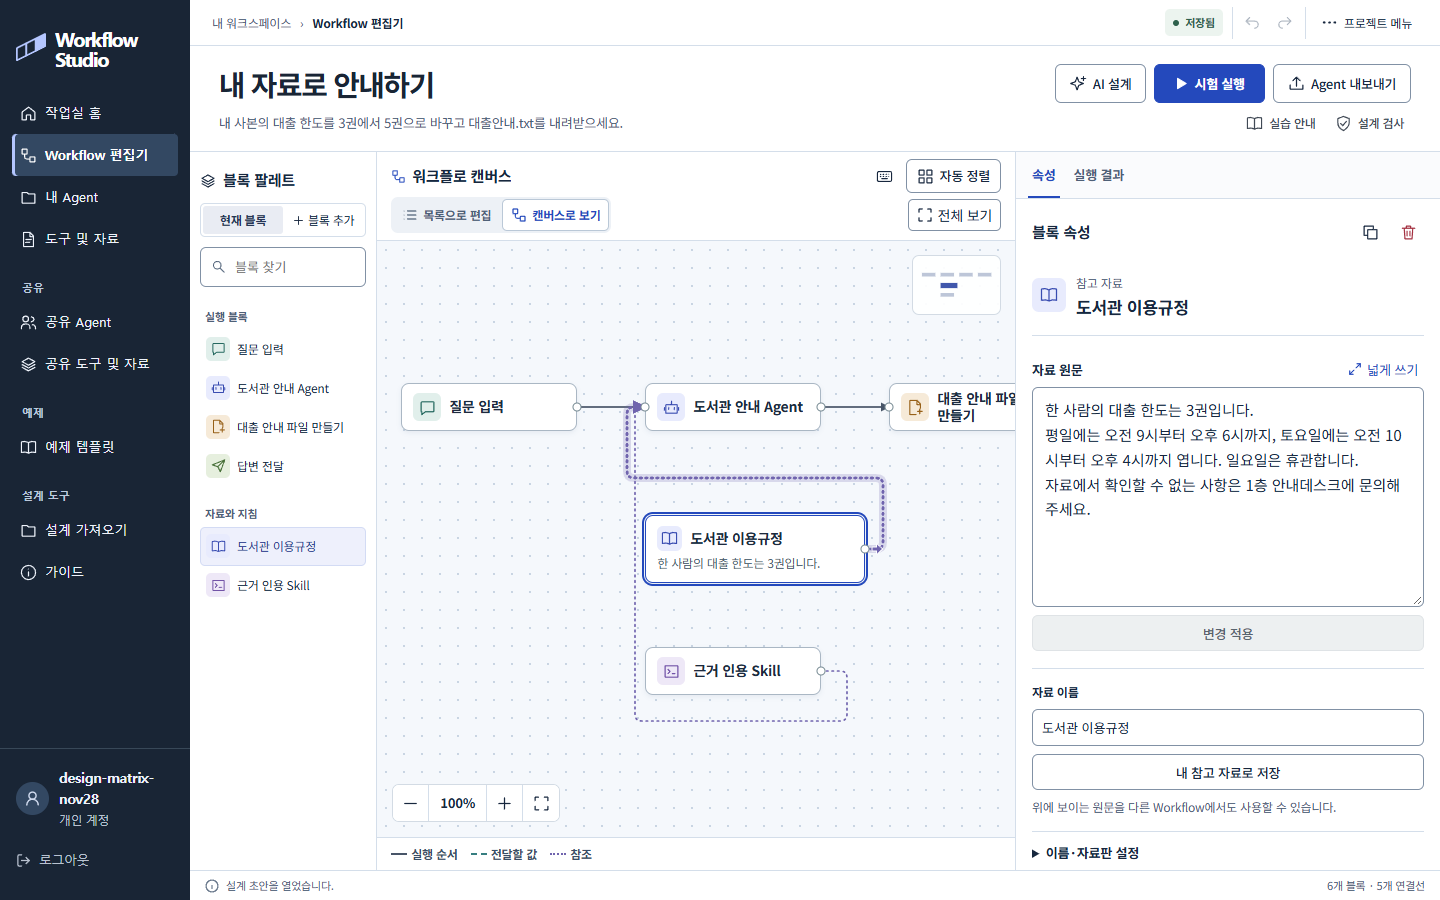 Workflow
Studio
작업실 홈
Workflow 편집기
내 Agent
도구 및 자료
공유
공유 Agent
공유 도구 및 자료
예제
예제 템플릿
설계 도구
설계 가져오기
가이드
design-matrix-
nov28
개인 계정
로그아웃
내 워크스페이스 › Workflow 편집기
저장됨
프로젝트 메뉴
내 자료로 안내하기
내 사본의 대출 한도를 3권에서 5권으로 바꾸고 대출안내.txt를 내려받으세요.
AI 설계
시험 실행
Agent 내보내기
실습 안내
설계 검사
블록 팔레트
현재 블록
블록 추가
블록 찾기
실행 블록
질문 입력
도서관 안내 Agent
대출 안내 파일 만들기
답변 전달
자료와 지침
도서관 이용규정
근거 인용 Skill
워크플로 캔버스
자동 정렬
목록으로 편집
캔버스로 보기
전체 보기
질문 입력
도서관 안내 Agent
대출 안내 파일
만들기
도서관 이용규정
한 사람의 대출 한도는 3권입니다.
근거 인용 Skill
100%
실행 순서
전달할 값
참조
속성
실행 결과
블록 속성
참고 자료
도서관 이용규정
자료 원문
넓게 쓰기
한 사람의 대출 한도는 3권입니다.
평일에는 오전 9시부터 오후 6시까지, 토요일에는 오전 10
시부터 오후 4시까지 엽니다. 일요일은 휴관합니다.
자료에서 확인할 수 없는 사항은 1층 안내데스크에 문의해
주세요.
변경 적용
자료 이름
도서관 이용규정
내 참고 자료로 저장
위에 보이는 원문을 다른 Workflow에서도 사용할 수 있습니다.
이름·자료판 설정
설계 초안을 열었습니다.
6개 블록 · 5개 연결선